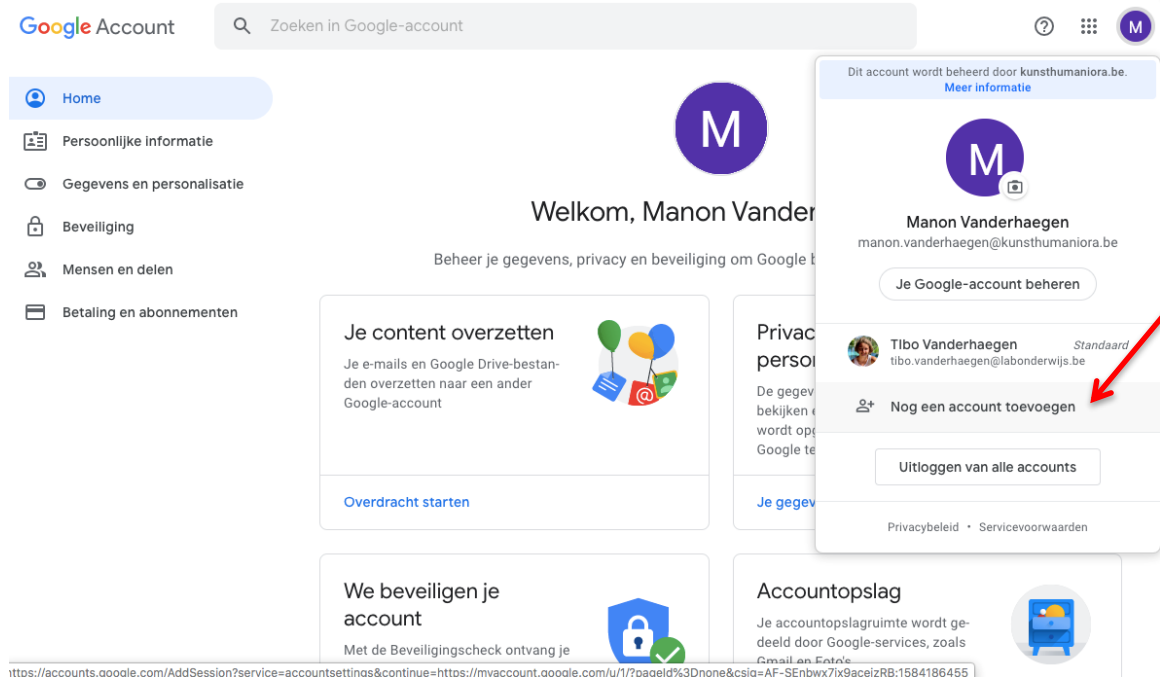 Google Account
Zoeken in Google-account
M
Home
Persoonlijke informatie
Gegevens en personalisatie
Beveiliging
Mensen en delen
Betaling en abonnementen
M
Welkom, Manon Vander
Beheer je gegevens, privacy en beveiliging om Google b
Je content overzetten
Je e-mails en Google Drive-bestan-
den overzetten naar een ander
Google-account
Overdracht starten
Privac
persor
De gegev
bekijken e
wordt opg
Google te
Je gegev
We beveiligen je
account
Met de Beveiligingscheck ontvang je
Accountopslag
Je accountopslagruimte wordt ge-
deeld door Google-services, zoals
Gmail en Foto's
Dit account wordt beheerd door kunsthumaniora.be.
Meer informatie
M
Manon Vanderhaegen
manon.vanderhaegen@kunsthumaniora.be
Je Google-account beheren
TIbo Vanderhaegen
Standaard
tibo.vanderhaegen@labonderwijs.be
Nog een account toevoegen
Uitloggen van alle accounts
Privacybeleid • Servicevoorwaarden
https://accounts.google.com/AddSession?service=accountsettings&continue=https://myaccount.google.com/u/1/?pageId%3Dnone&csig=AF-SEnbwx7ix9aceizRB:1584186455